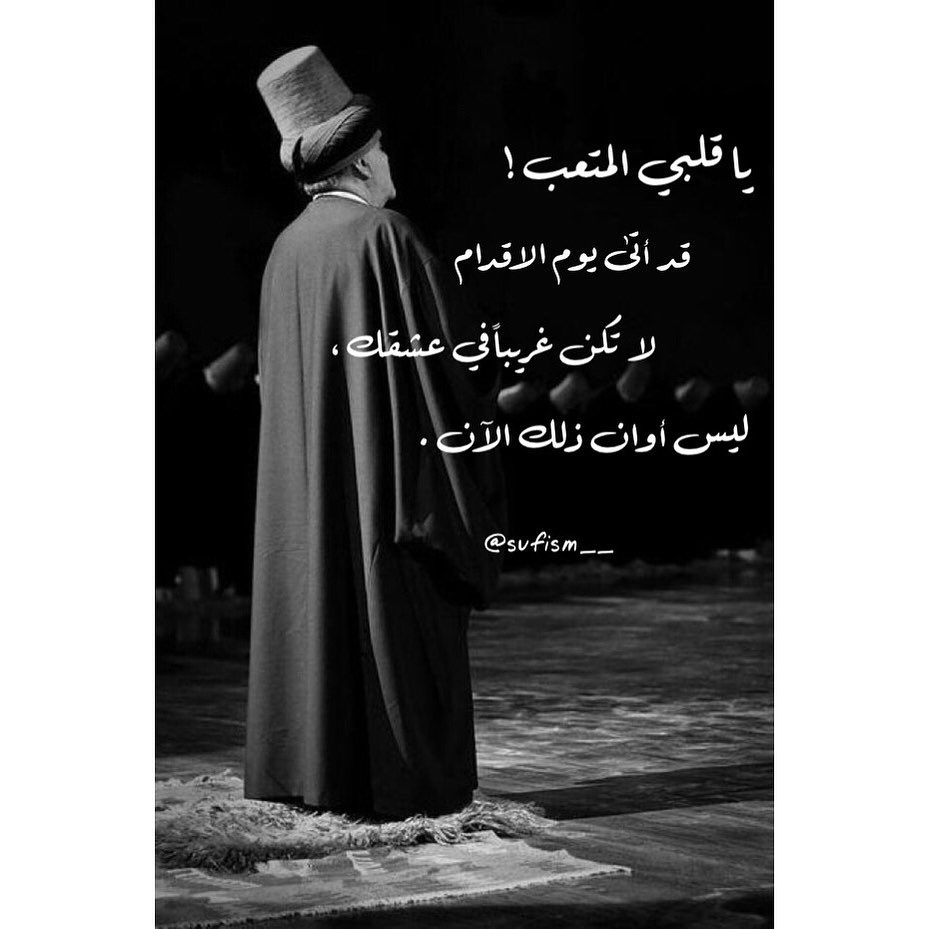 يا قلبي المتعب !
قد أتىٰ يوم الاقدام
لا تكن غريباً في عشقك ،
ليس أوان ذلك الآن .
@sufism__